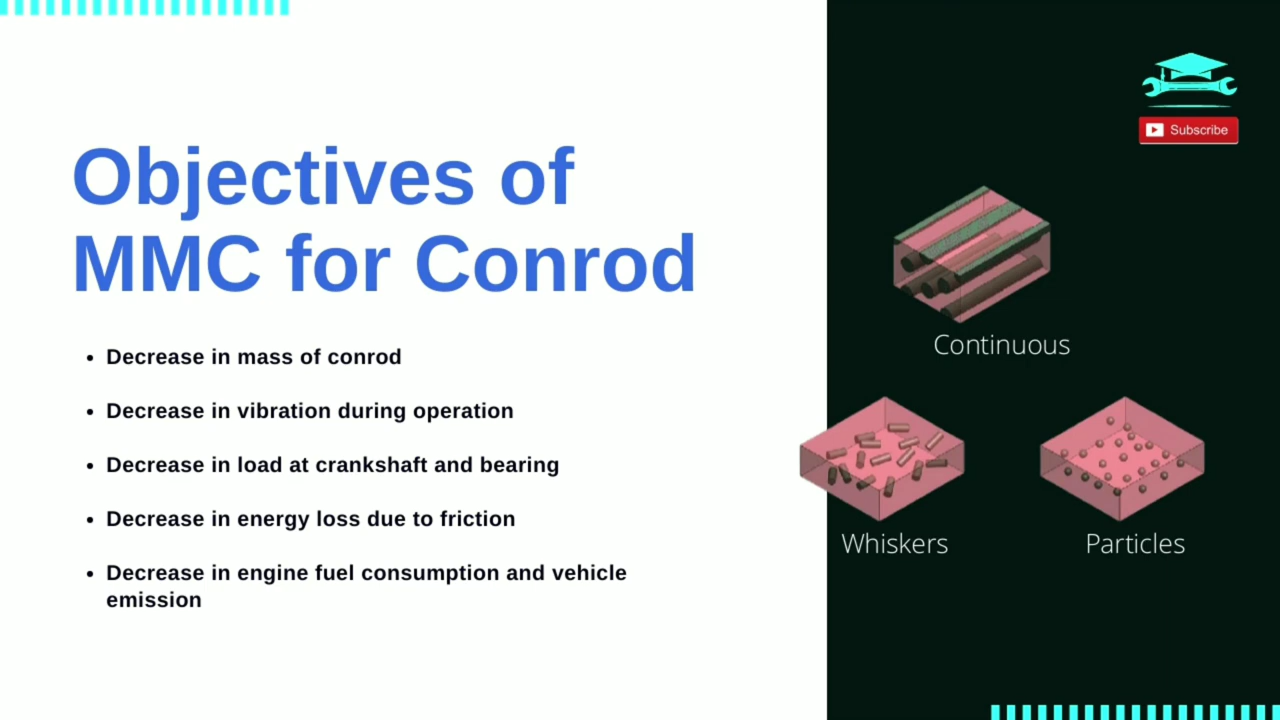 Objectives of
MMC for Conrod
• Decrease in mass of conrod
• Decrease in vibration during operation
• Decrease in load at crankshaft and bearing
• Decrease in energy loss due to friction
• Decrease in engine fuel consumption and vehicle
emission
Subscribe
Continuous
Whiskers
Particles